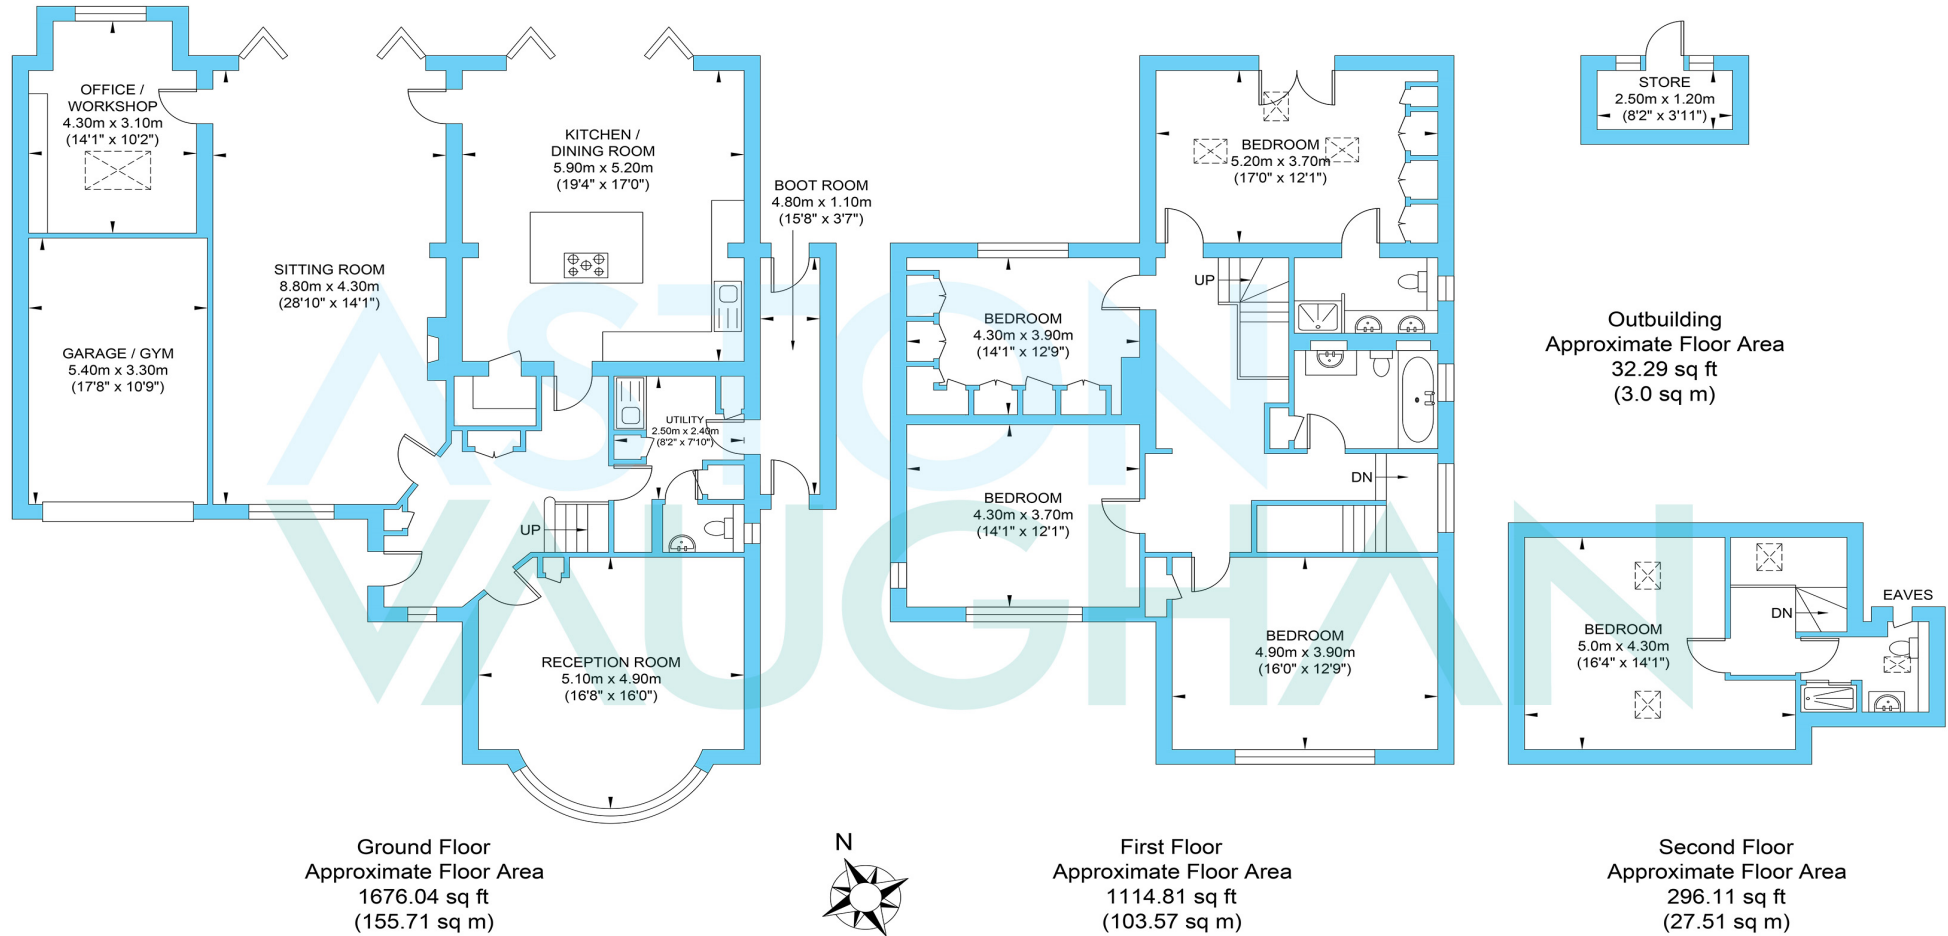 OFFICE /
WORKSHOP
4.30m x 3.10m
(14'1" x 10'2")
GARAGE / GYM
5.40m x 3.30m
(17'8" x 10'9")
SITTING ROOM
8.80m x 4.30m
(28'10" x 14'1")
KITCHEN /
DINING ROOM
5.90m x 5.20m
(19'4" x 17'0")
BOOT ROOM
4.80m x 1.10m
(15'8" x 3'7")
UTILITY
2.50m x 2.40m
(8'2" x 7'10")
UP
RECEPTION ROOM
5.10m x 4.90m
(16'8" x 16'0")
Ground Floor
Approximate Floor Area
1676.04 sq ft
(155.71 sq m)
N
BEDROOM
5.20m x 3.70m
(17'0" x 12'1")
UP
BEDROOM
4.30m x 3.90m
(14'1" x 12'9")
BEDROOM
4.30m x 3.70m
(14'1" x 12'1")
DN
BEDROOM
4.90m x 3.90m
(16'0" x 12'9")
First Floor
Approximate Floor Area
1114.81 sq ft
(103.57 sq m)
STORE
2.50m x 1.20m
(8'2" x 3'11")
Outbuilding
Approximate Floor Area
32.29 sq ft
(3.0 sq m)
EAVES
DN
BEDROOM
5.0m x 4.30m
(16'4" x 14'1")
Second Floor
Approximate Floor Area
296.11 sq ft
(27.51 sq m)
ASTON
VAUGHAN